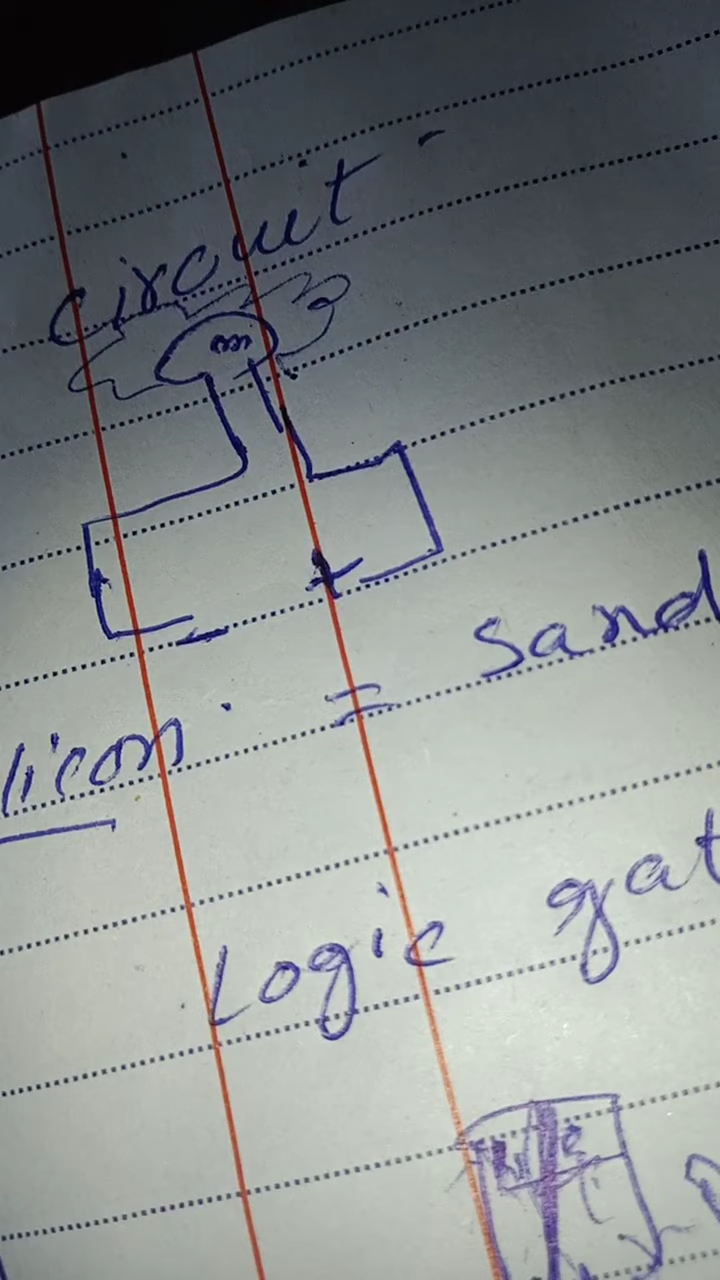 circuit -
licon = sand
Logic gat